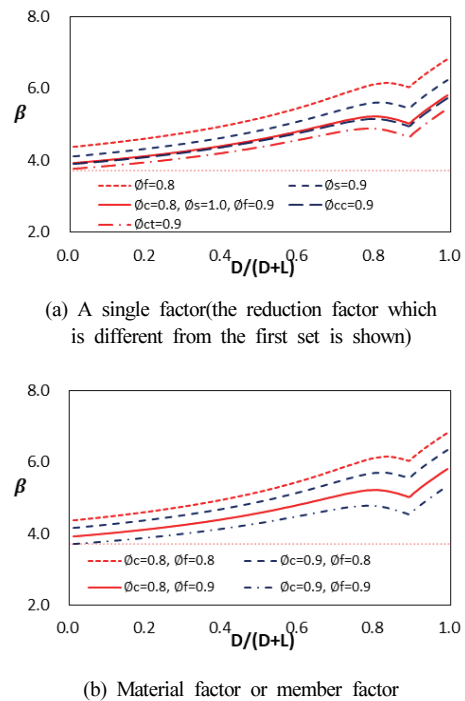 8.0
6.0
β
4.0
2.0
Øf=0.8
Øs=0.9
Øc=0.8, Øs=1.0, Øf=0.9
Øcc=0.9
Øct=0.9
0.0 0.2 0.4 0.6 0.8 1.0
D/(D+L)
(a) A single factor(the reduction factor which
is different from the first set is shown)
8.0
6.0
β
4.0
2.0
Øc=0.8, Øf=0.8
Øc=0.9, Øf=0.8
Øc=0.8, Øf=0.9
Øc=0.9, Øf=0.9
0.0 0.2 0.4 0.6 0.8 1.0
D/(D+L)
(b) Material factor or member factor